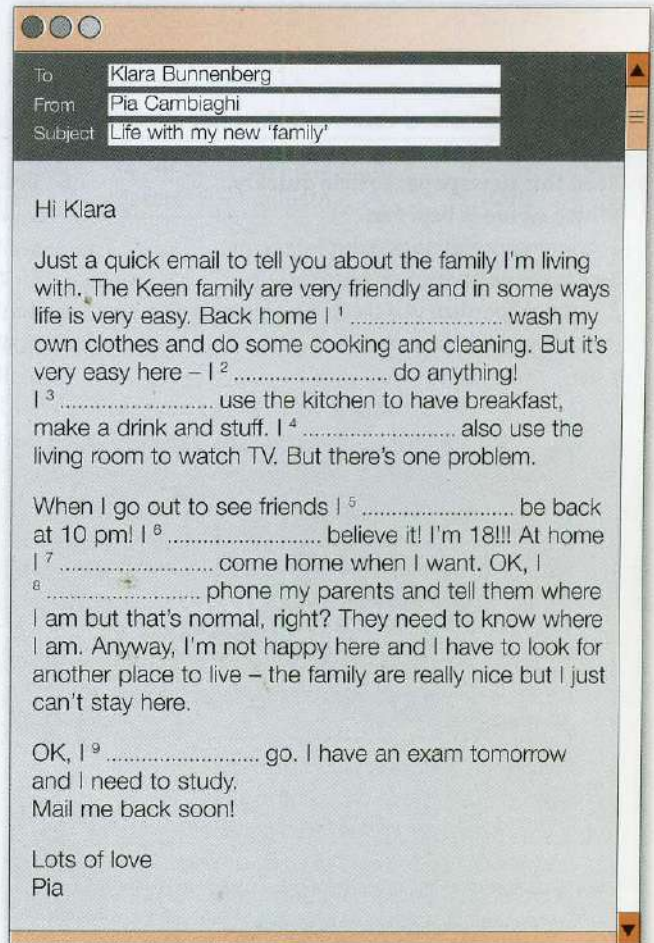 To Klara Bunnenberg
From Pia Cambiaghi
Subject Life with my new 'family'
Hi Klara
Just a quick email to tell you about the family I'm living
with. The Keen family are very friendly and in some ways
life is very easy. Back home I 1 ........................ wash my
own clothes and do some cooking and cleaning. But it's
very easy here – I 2 ........................ do anything!
I 3 ........................ use the kitchen to have breakfast,
make a drink and stuff. I 4 ........................ also use the
living room to watch TV. But there's one problem.
When I go out to see friends I 5 ........................ be back
at 10 pm! I 6 ........................ believe it! I'm 18!!! At home
I 7 ........................ come home when I want. OK, I
8 ........................ phone my parents and tell them where
I am but that's normal, right? They need to know where
I am. Anyway, I'm not happy here and I have to look for
another place to live – the family are really nice but I just
can't stay here.
OK, I 9 ........................ go. I have an exam tomorrow
and I need to study.
Mail me back soon!
Lots of love
Pia